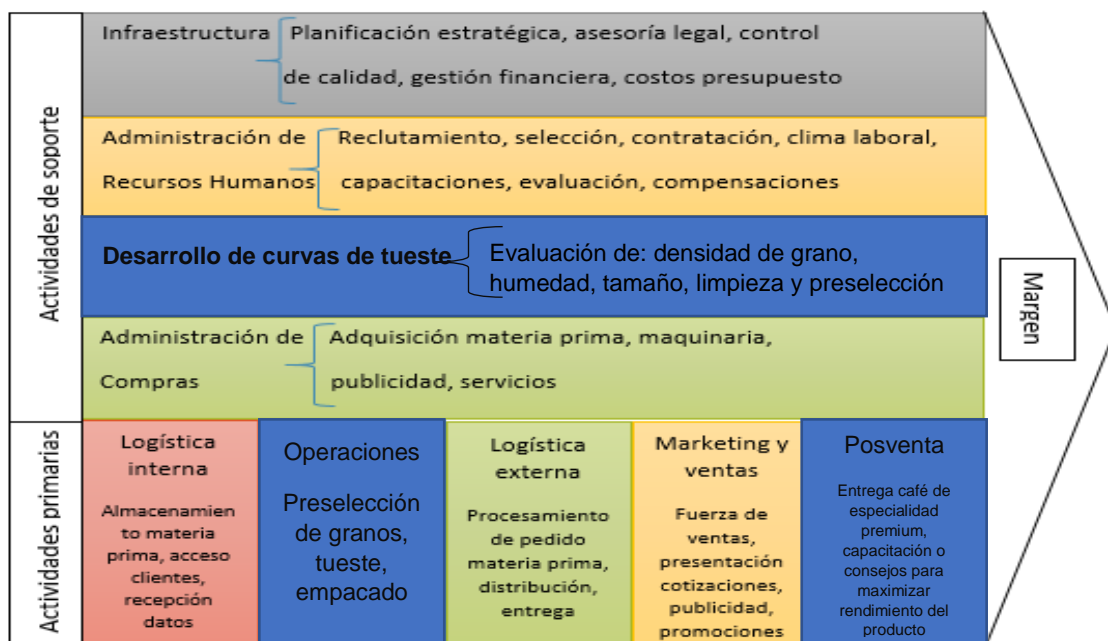 Actividades de soporte
Infraestructura
Planificación estratégica, asesoría legal, control
de calidad, gestión financiera, costos presupuesto
Administración de
Recursos Humanos
Reclutamiento, selección, contratación, clima laboral,
capacitaciones, evaluación, compensaciones
Desarrollo de curvas de tueste
Evaluación de: densidad de grano,
humedad, tamaño, limpieza y preselección
Administración de
Compras
Adquisición materia prima, maquinaria,
publicidad, servicios
Margen
Actividades primarias
Logística
interna
Almacenamien
to materia
prima, acceso
clientes,
recepción
datos
Operaciones
Preselección
de granos,
tueste,
empacado
Logística
externa
Procesamiento
de pedido
materia prima,
distribución,
entrega
Marketing y
ventas
Fuerza de
ventas,
presentación
cotizaciones,
publicidad,
promociones
Posventa
Entrega café de
especialidad
premium,
capacitación o
consejos para
maximizar
rendimiento del
producto